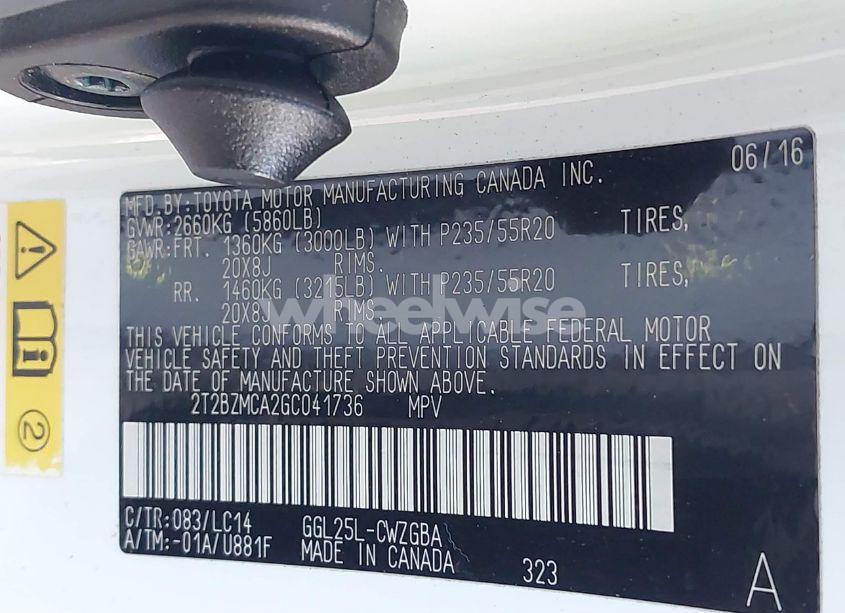 06/16
MFD.BY:TOYOTA MOTOR MANUFACTURING CANADA INC.
GVWR:2660KG (5860LB)
GAWR:FRT. 1360KG (3000LB) WITH P235/55R20 TIRES,
20X8J RIMS.
RR. 1460KG (3215LB) WITH P235/55R20 TIRES,
20X8J RIMS.
wheelwise
THIS VEHICLE CONFORMS TO ALL APPLICABLE FEDERAL MOTOR
VEHICLE SAFETY AND THEFT PREVENTION STANDARDS IN EFFECT ON
THE DATE OF MANUFACTURE SHOWN ABOVE.
2T2BZMCA2GC041736 MPV
C/TR:083/LC14 GGL25L-CWZGBA
A/TM:-01A/U881F MADE IN CANADA 323
A
2